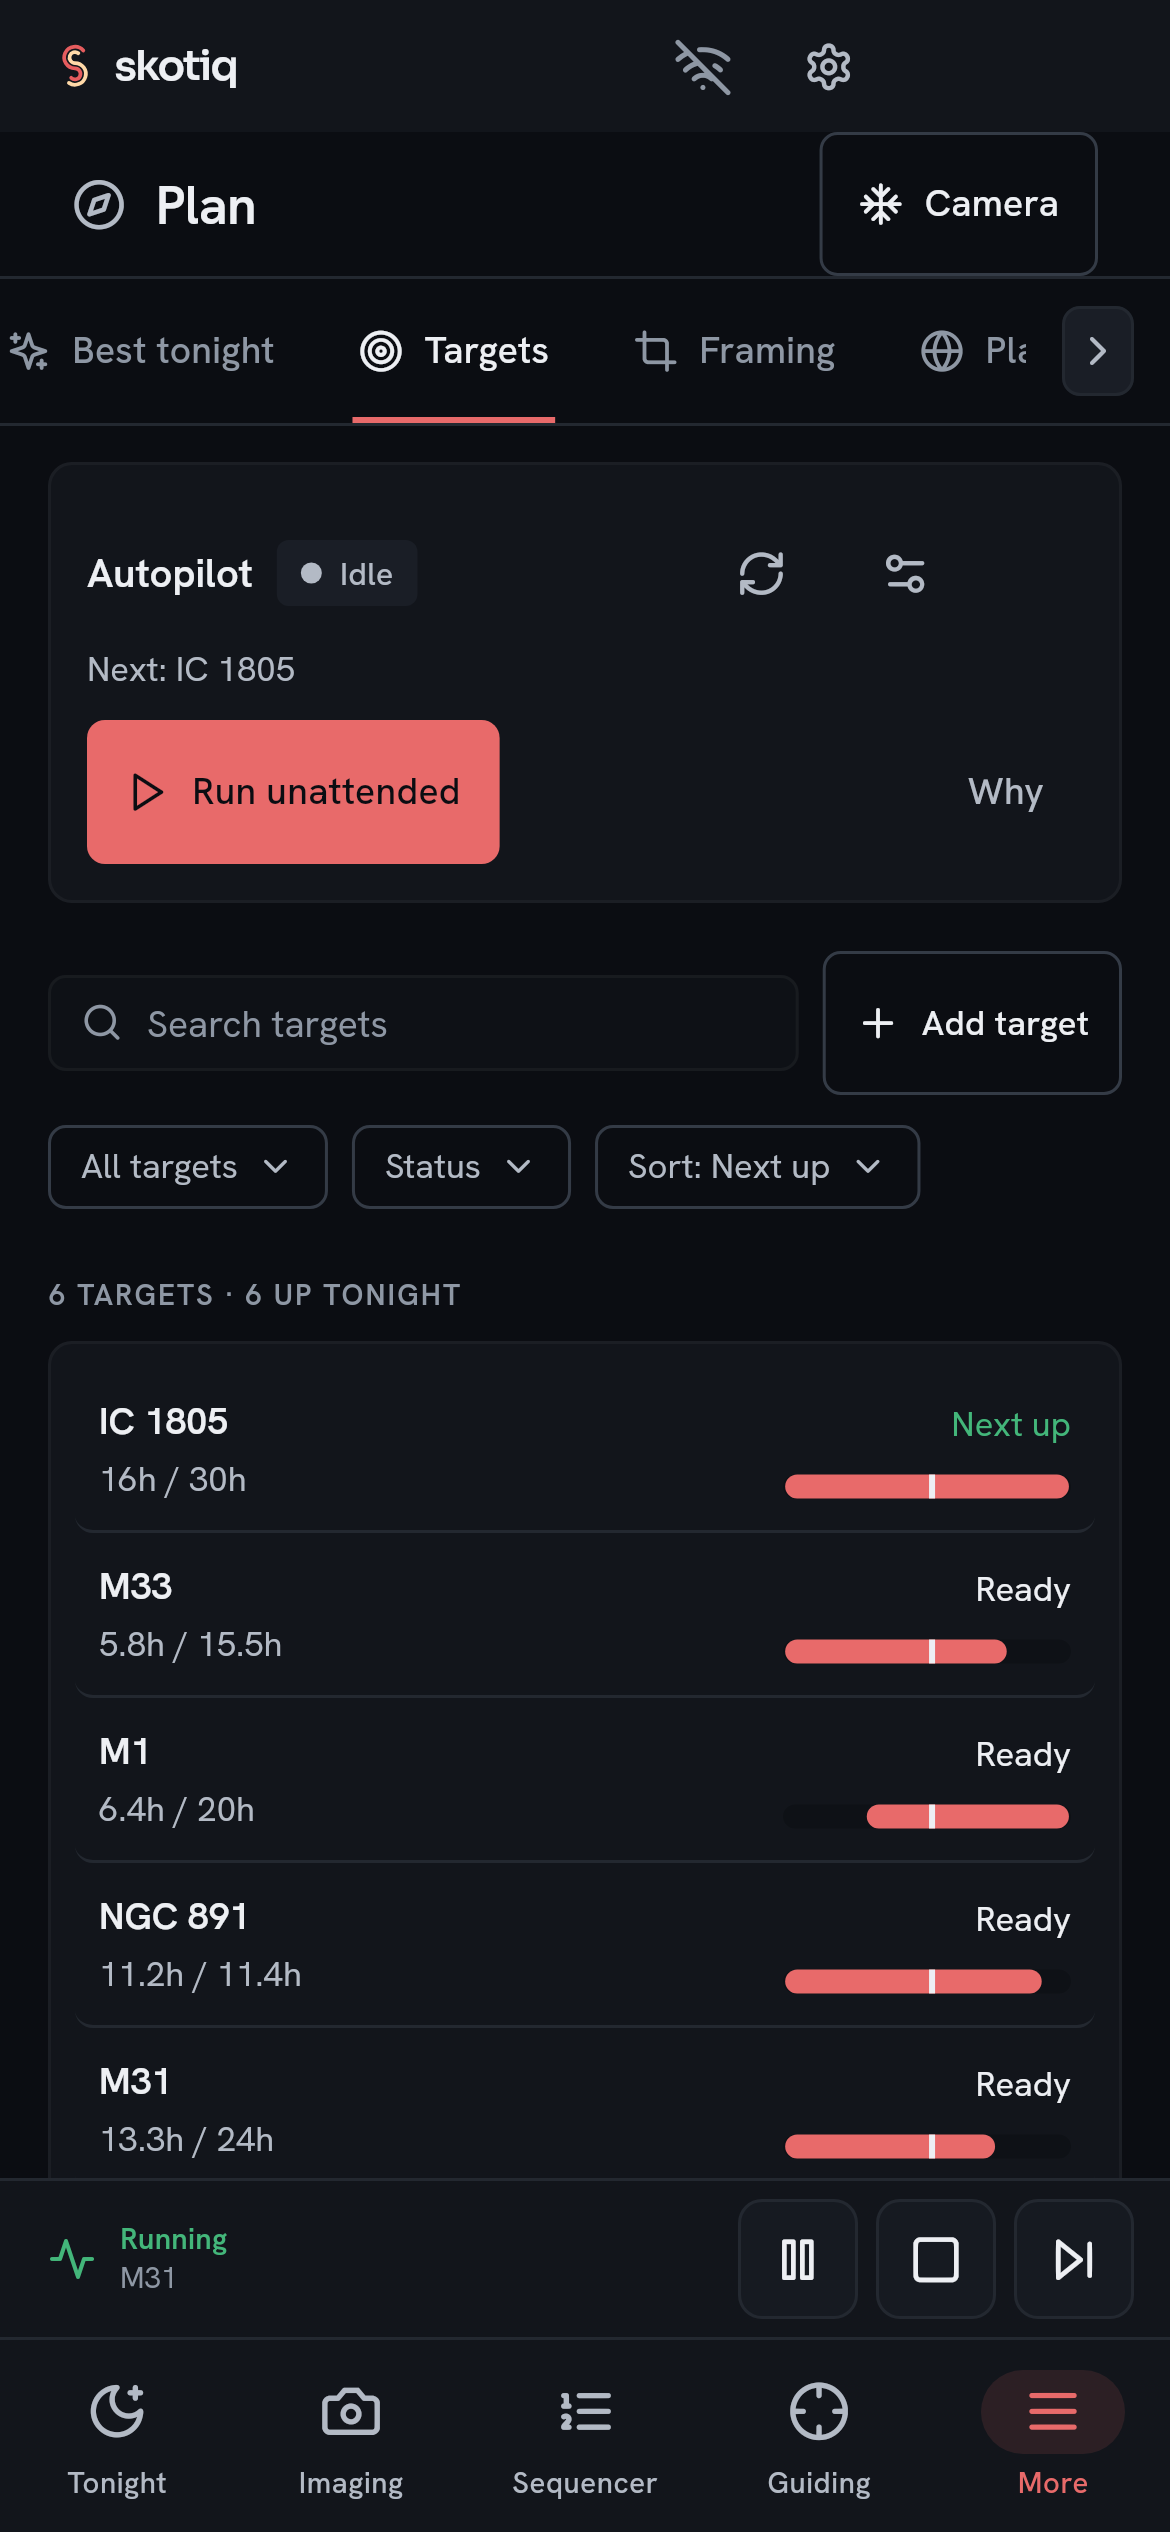 skotiq
Plan
Camera
Best tonight
Targets
Framing
Pla
Autopilot
Idle
Next: IC 1805
Run unattended
Why
Search targets
Add target
All targets
Status
Sort: Next up
6 TARGETS · 6 UP TONIGHT
IC 1805
Next up
16h / 30h
M33
Ready
5.8h / 15.5h
M1
Ready
6.4h / 20h
NGC 891
Ready
11.2h / 11.4h
M31
Ready
13.3h / 24h
Running
M31
Tonight
Imaging
Sequencer
Guiding
More